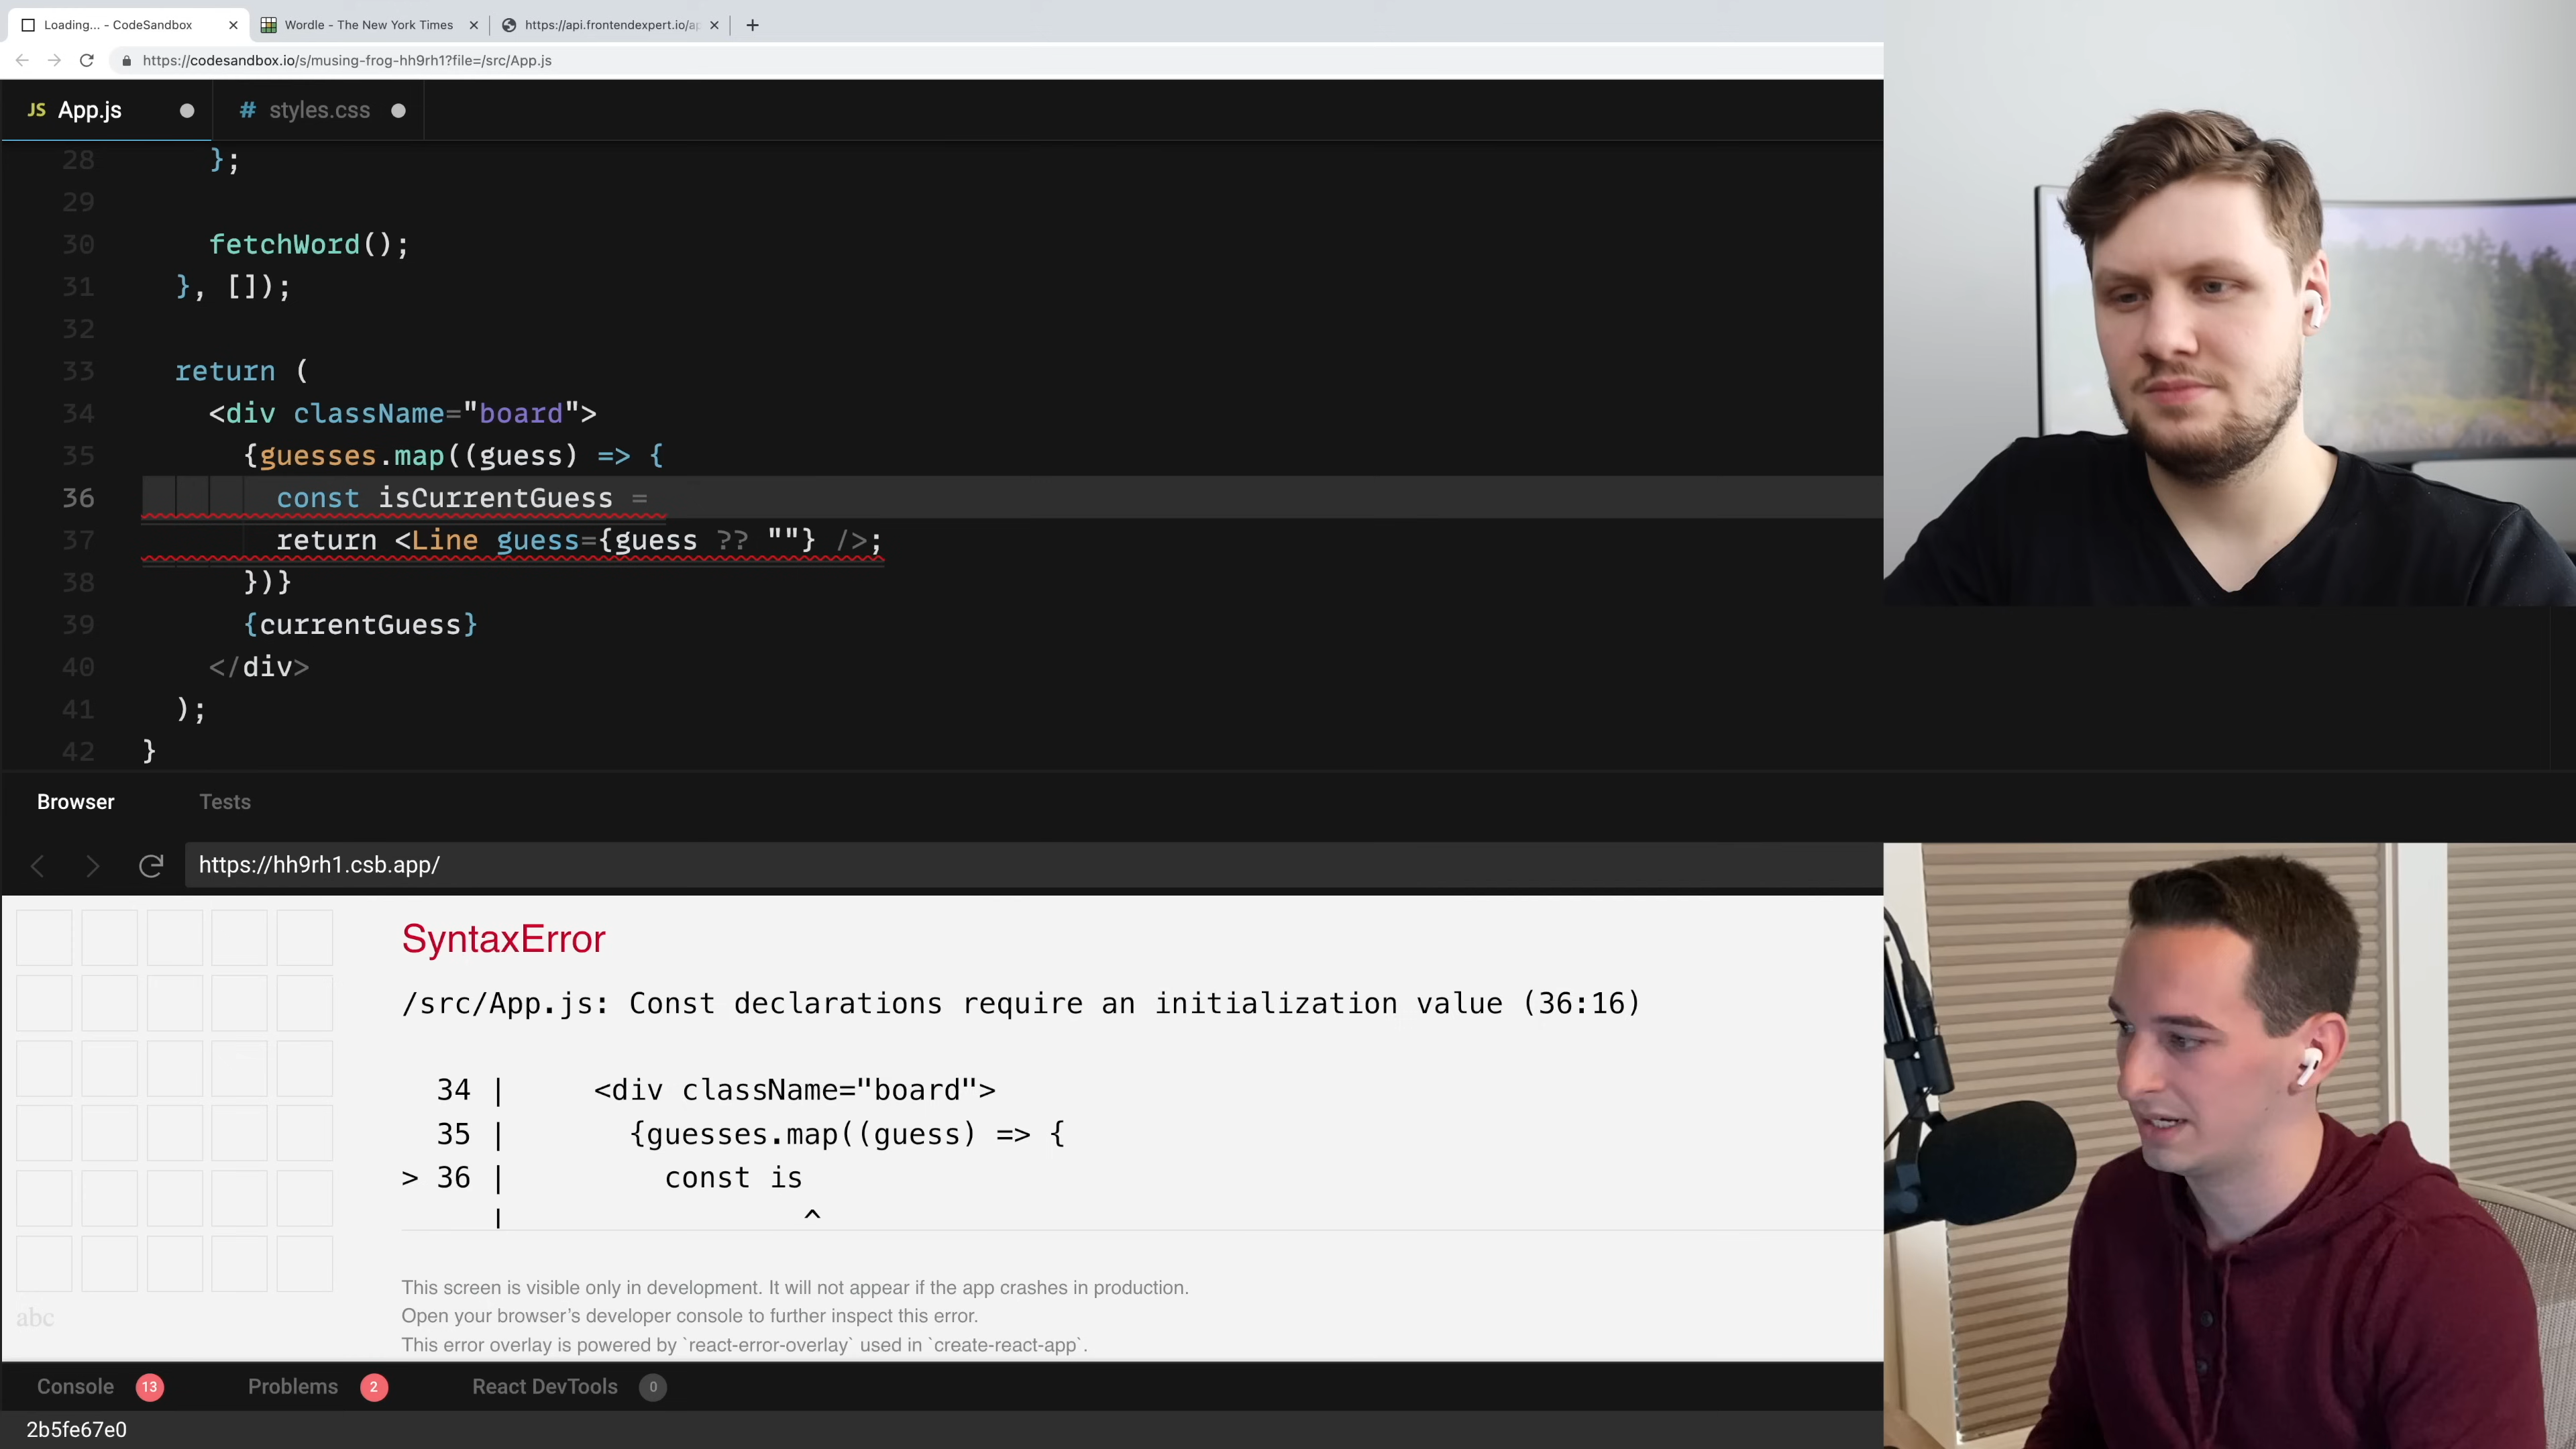 Loading... - CodeSandbox
Wordle - The New York Times
https://api.frontendexpert.io/ap
https://codesandbox.io/s/musing-frog-hh9rh1?file=/src/App.js
JS App.js
# styles.css
28 };
29
30 fetchWord();
31 }, []);
32
33 return (
34 <div className="board">
35 {guesses.map((guess) => {
36 const isCurrentGuess =
37 return <Line guess={guess ?? ""} />;
38 })}
39 {currentGuess}
40 </div>
41 );
42 }
Browser Tests
https://hh9rh1.csb.app/
SyntaxError
/src/App.js: Const declarations require an initialization value (36:16)
34 | <div className="board">
35 | {guesses.map((guess) => {
> 36 | const is
| ^
abc
This screen is visible only in development. It will not appear if the app crashes in production.
Open your browser’s developer console to further inspect this error.
This error overlay is powered by `react-error-overlay` used in `create-react-app`.
Console 13 Problems 2 React DevTools 0
2b5fe67e0